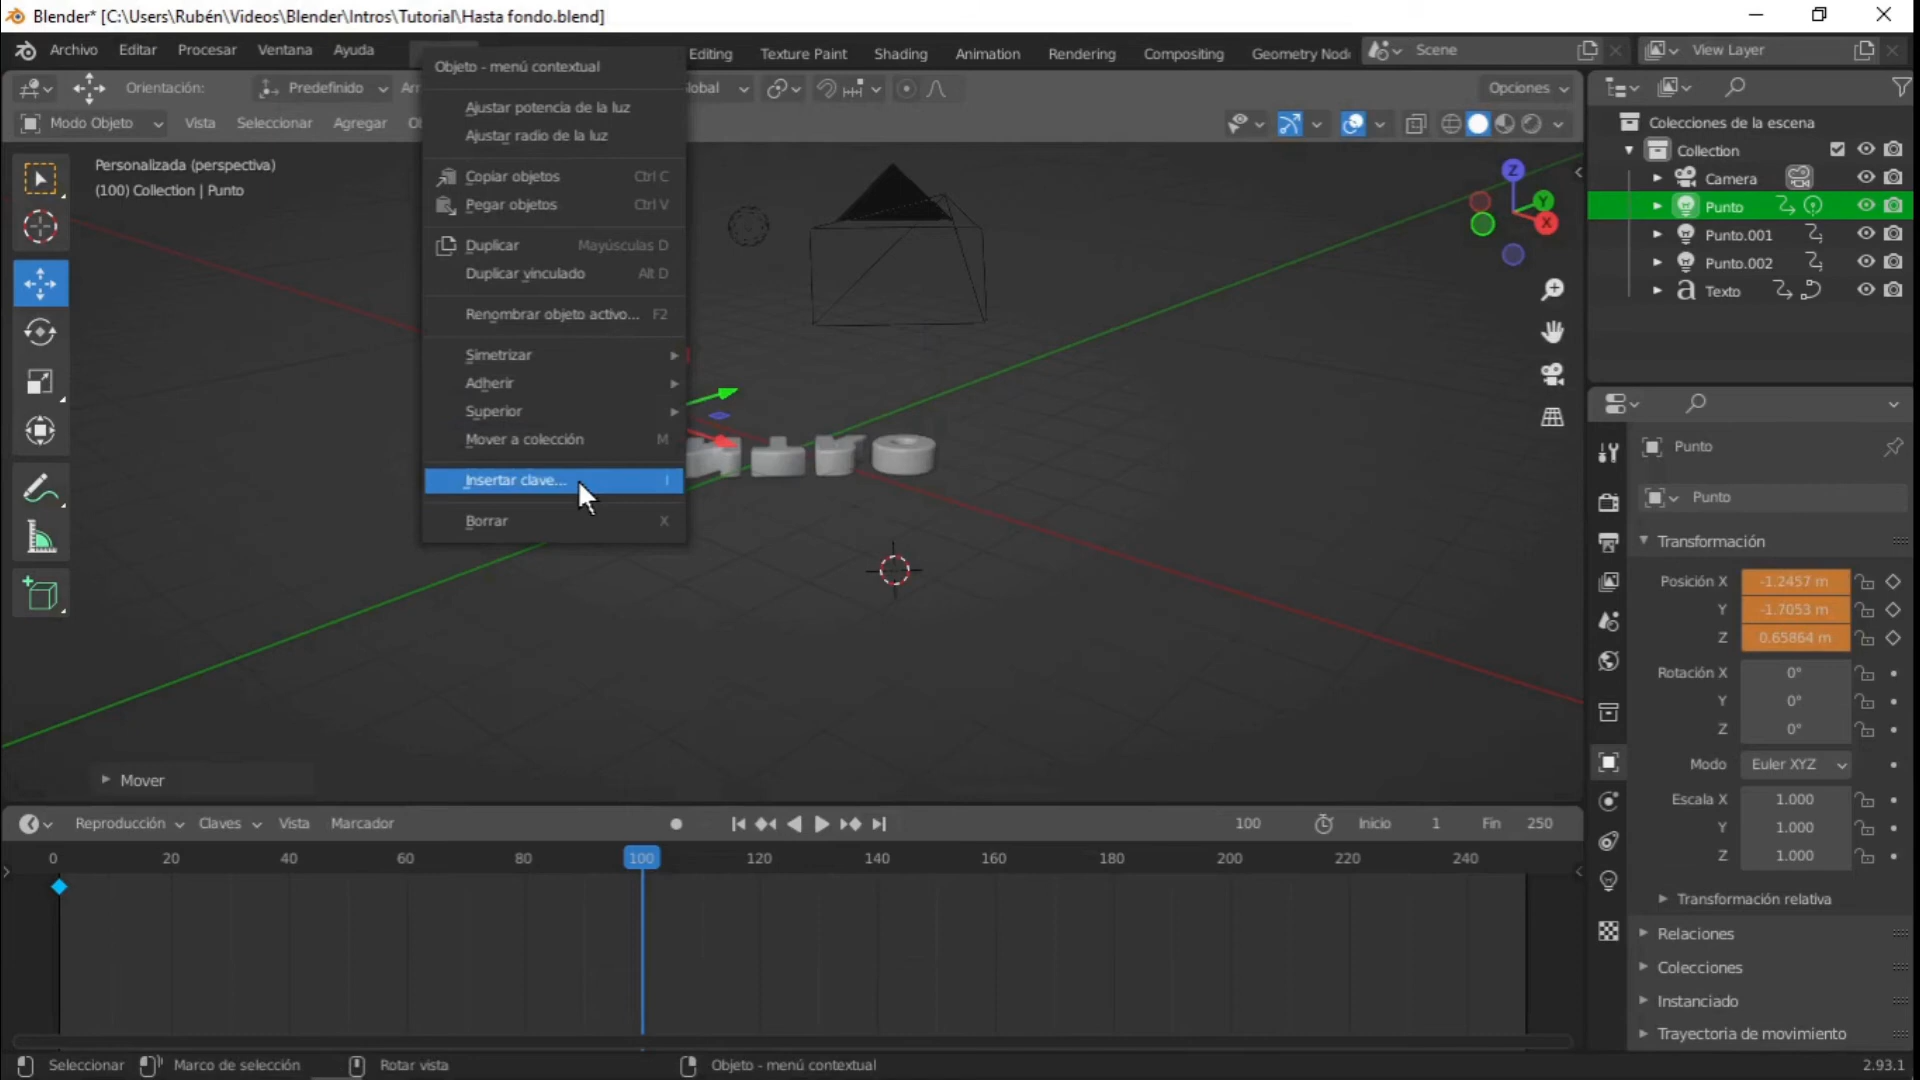 Blender* [C:\Users\Rubén\Videos\Blender\Intros\Tutorial\Hasta fondo.blend]
Archivo Editar Procesar Ventana Ayuda Editing Texture Paint Shading Animation Rendering Compositing Geometry Node Scene View Layer
Orientación: Predefinido Opciones
Modo Objeto Vista Seleccionar Agregar
Personalizada (perspectiva)
(100) Collection | Punto
Objeto - menú contextual
Ajustar potencia de la luz
Ajustar radio de la luz
Copiar objetos Ctrl C
Pegar objetos Ctrl V
Duplicar Mayúsculas D
Duplicar vinculado Alt D
Renombrar objeto activo... F2
Simetrizar
Adherir
Superior
Mover a colección M
Insertar clave... I
Borrar X
Z
Y
X
Mover
Colecciones de la escena
Collection
Camera
Punto
Punto.001
Punto.002
Texto
Punto
Punto
Transformación
Posición X -1.2457 m
Y -1.7053 m
Z 0.65864 m
Rotación X 0°
Y 0°
Z 0°
Modo Euler XYZ
Escala X 1.000
Y 1.000
Z 1.000
Transformación relativa
Relaciones
Colecciones
Instanciado
Trayectoria de movimiento
Reproducción Claves Vista Marcador 100 Inicio 1 Fin 250
0 20 40 60 80 100 120 140 160 180 200 220 240
Seleccionar Marco de selección Rotar vista Objeto - menú contextual 2.93.1